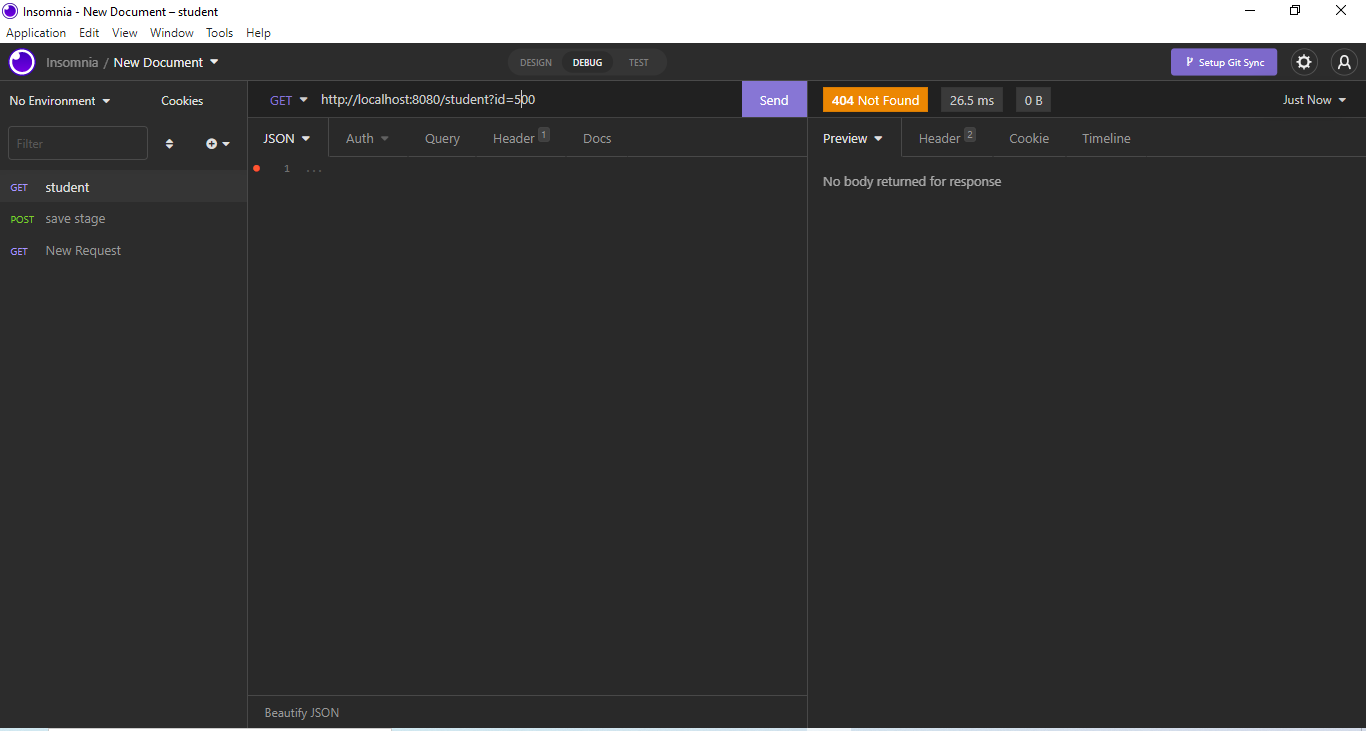 Insomnia - New Document – student
Application Edit View Window Tools Help
Insomnia / New Document
DESIGN DEBUG TEST
Setup Git Sync
No Environment Cookies
GET http://localhost:8080/student?id=500 Send
404 Not Found 26.5 ms 0 B Just Now
Filter
JSON Auth Query Header 1 Docs
Preview Header 2 Cookie Timeline
1 ...
No body returned for response
GET student
POST save stage
GET New Request
Beautify JSON